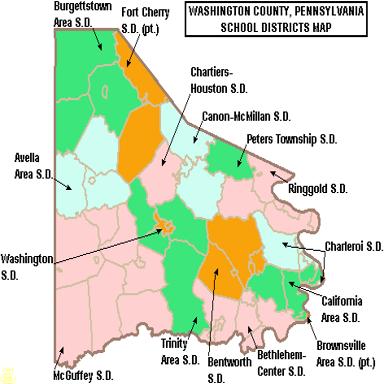 WASHINGTON COUNTY, PENNSYLVANIA
SCHOOL DISTRICTS MAP
Burgettstown
Area S.D.
Fort Cherry
S.D. (pt.)
Chartiers-
Houston S.D.
Canon-McMillan S.D.
Peters Township S.D.
Avella
Area S.D.
Ringgold S.D.
Charleroi S.D.
Washington
S.D.
California
Area S.D.
Trinity
Area S.D.
Brownsville
Area S.D. (pt.)
Bethlehem-
Center S.D.
Bentworth
S.D.
McGuffey S.D.